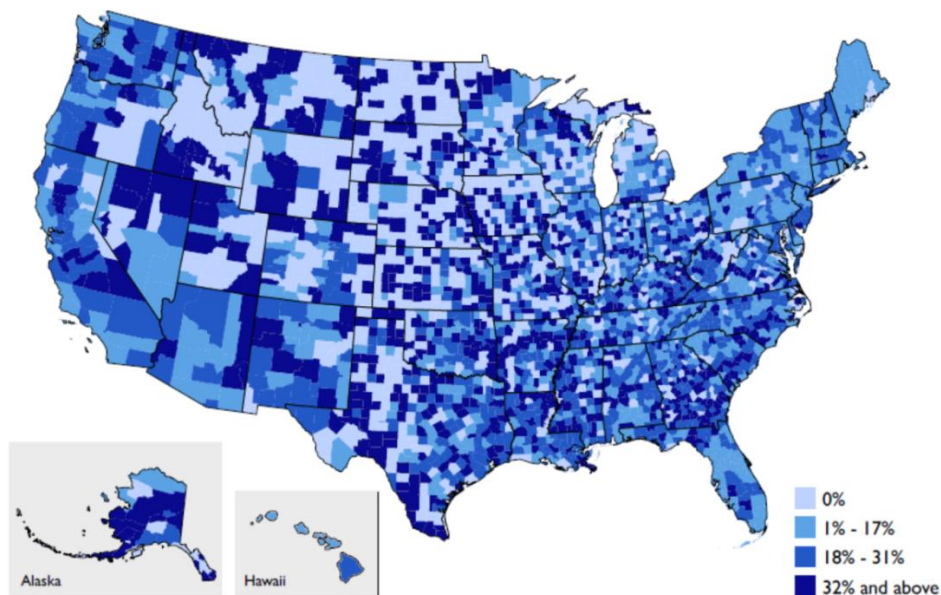 Alaska
Hawaii
0%
1% - 17%
18% - 31%
32% and above